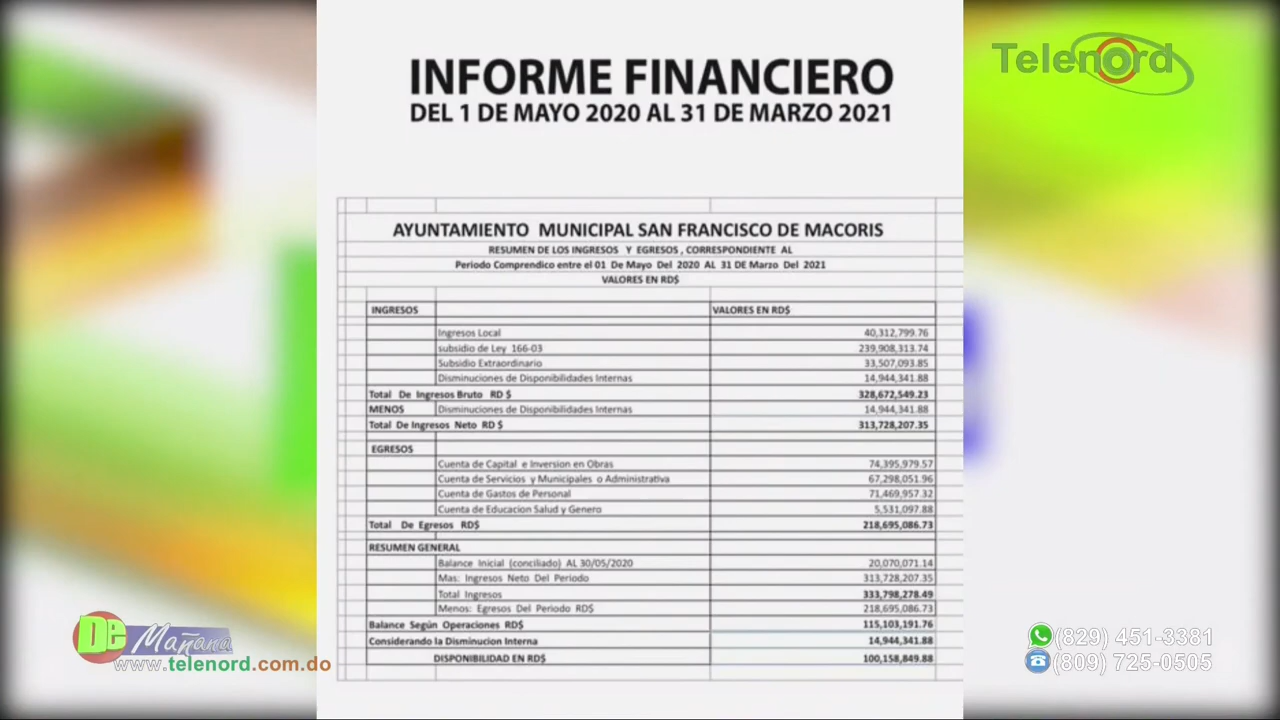 Telenord
INFORME FINANCIERO
DEL 1 DE MAYO 2020 AL 31 DE MARZO 2021
AYUNTAMIENTO MUNICIPAL SAN FRANCISCO DE MACORIS
RESUMEN DE LOS INGRESOS Y EGRESOS , CORRESPONDIENTE AL
Periodo Comprendico entre el 01 De Mayo Del 2020 AL 31 DE Marzo Del 2021
VALORES EN RD$
INGRESOS VALORES EN RD$
Ingresos Local 40,312,799.76
subsidio de Ley 166-03 239,908,313.74
Subsidio Extraordinario 33,507,093.85
Disminuciones de Disponibilidades Internas 14,944,341.88
Total De Ingresos Bruto RD $ 328,672,549.23
MENOS Disminuciones de Disponibilidades Internas 14,944,341.88
Total De Ingresos Neto RD $ 313,728,207.35
EGRESOS
Cuenta de Capital e Inversion en Obras 74,395,979.57
Cuenta de Servicios y Municipales o Administrativa 67,298,051.96
Cuenta de Gastos de Personal 71,469,957.32
Cuenta de Educacion Salud y Genero 5,531,097.88
Total De Egresos RD$ 218,695,086.73
RESUMEN GENERAL
Balance Inicial (conciliado) AL 30/05/2020 20,070,071.14
Mas: Ingresos Neto Del Periodo 313,728,207.35
Total Ingresos 333,798,278.49
Menos: Egresos Del Periodo RD$ 218,695,086.73
Balance Según Operaciones RD$ 115,103,191.76
Considerando la Disminucion Interna 14,944,341.88
DISPONIBILIDAD EN RD$ 100,158,849.88
De Mañana
www.telenord.com.do
(829) 451-3381
(809) 725-0505